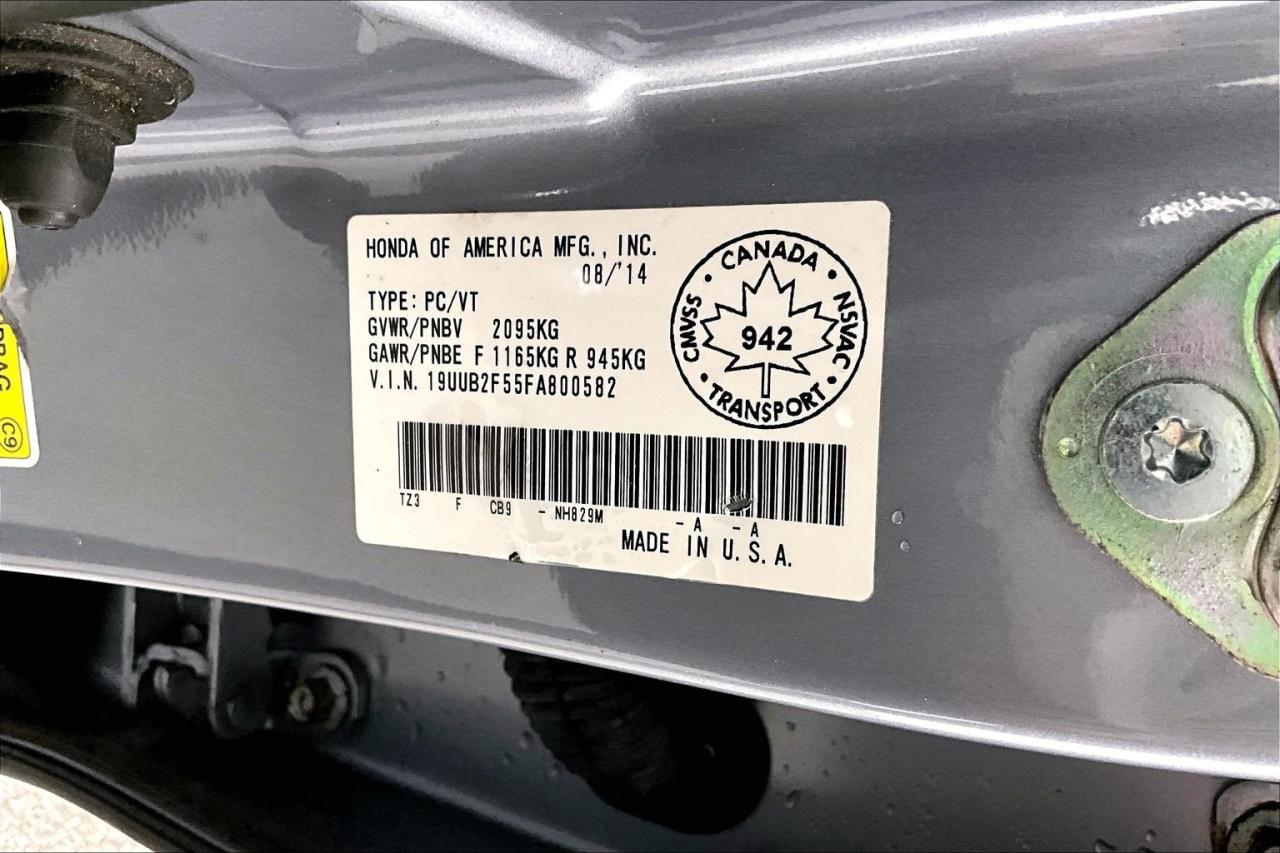 HONDA OF AMERICA MFG., INC.
08/'14
TYPE: PC/VT
GVWR/PNBV 2095KG
GAWR/PNBE F 1165KG R 945KG
V.I.N. 19UUB2F55FA800582
CANADA
CMVSS
NSVAC
942
TRANSPORT
TZ3 F CB9 - NH829M - A - A
MADE IN U.S.A.
C9